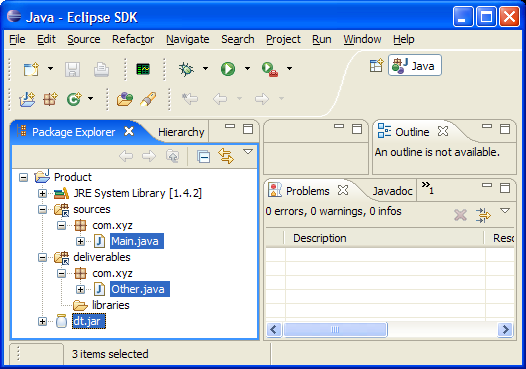 Java - Eclipse SDK
File Edit Source Refactor Navigate Search Project Run Window Help
Java
Package Explorer Hierarchy
Outline
An outline is not available.
Product
JRE System Library [1.4.2]
sources
com.xyz
Main.java
deliverables
com.xyz
Other.java
libraries
dt.jar
Problems Javadoc »1
0 errors, 0 warnings, 0 infos
Description Resc
3 items selected